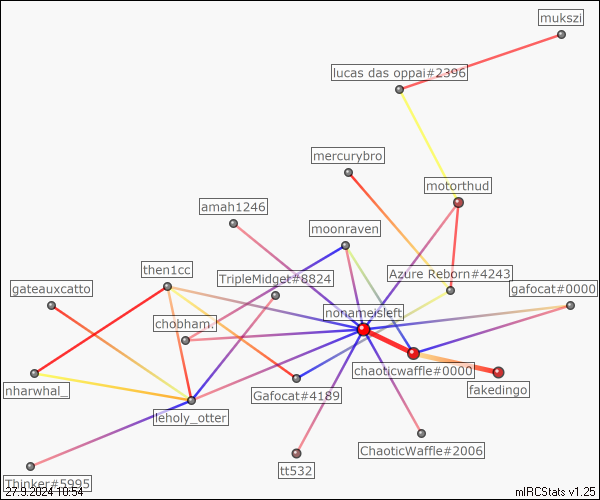 mukszi
lucas das oppai#2396
mercurybro
motorthud
amah1246
moonraven
then1cc
TripleMidget#8824
Azure Reborn#4243
gateauxcatto
gafocat#0000
nonameisleft
chobham.
chaoticwaffle#0000
nharwhal_
Gafocat#4189
fakedingo
leholy_otter
ChaoticWaffle#2006
tt532
Thinker#5995
27.9.2024 10:54
mIRCStats v1.25